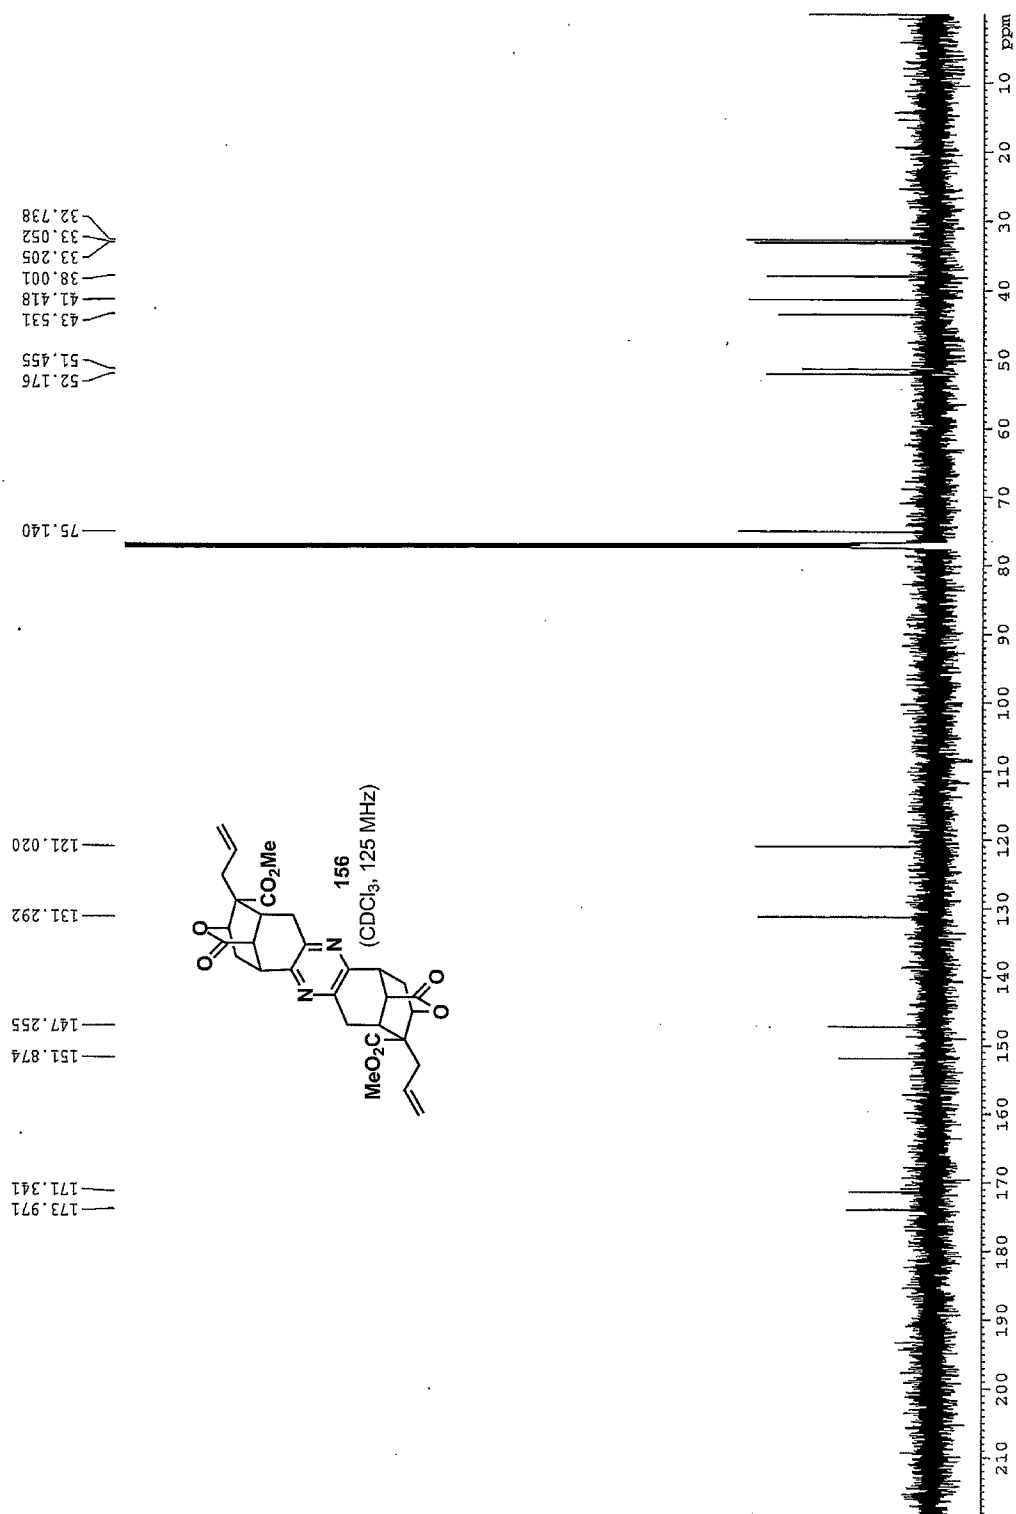 173.971
171.341
151.874
147.255
131.292
121.020
75.140
52.176
51.455
43.531
41.418
38.001
33.205
33.052
32.738
O
O
CO₂Me
N
N
MeO₂C
O
O
156
(CDCl₃, 125 MHz)
210 200 190 180 170 160 150 140 130 120 110 100 90 80 70 60 50 40 30 20 10 ppm